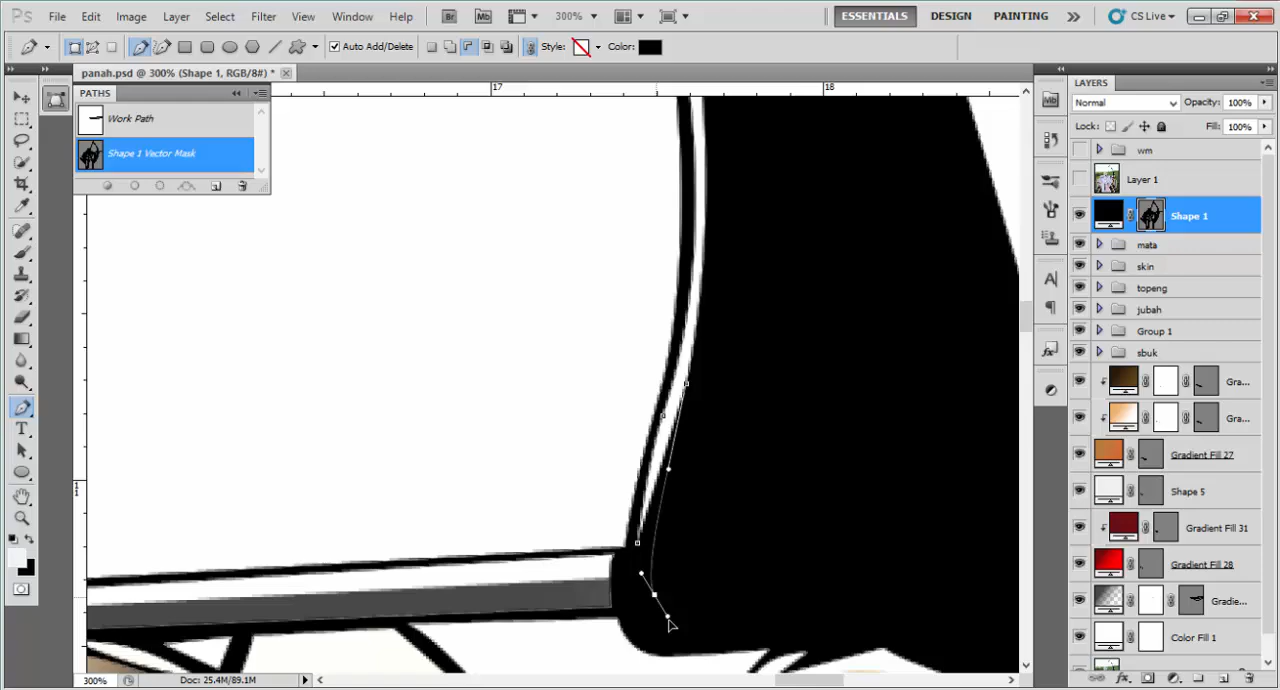 Ps File Edit Image Layer Select Filter View Window Help Br Mb 300% ESSENTIALS DESIGN PAINTING CS Live
Auto Add/Delete Style: Color:
panah.psd @ 300% (Shape 1, RGB/8#) *
PATHS
Work Path
Shape 1 Vector Mask
17
18
11
LAYERS
Normal Opacity: 100%
Lock: Fill: 100%
wm
Layer 1
Shape 1
mata
skin
topeng
jubah
Group 1
sbuk
Gra...
Gra...
Gradient Fill 27
Shape 5
Gradient Fill 31
Gradient Fill 28
Gradie...
Color Fill 1
300% Doc: 25.4M/89.1M